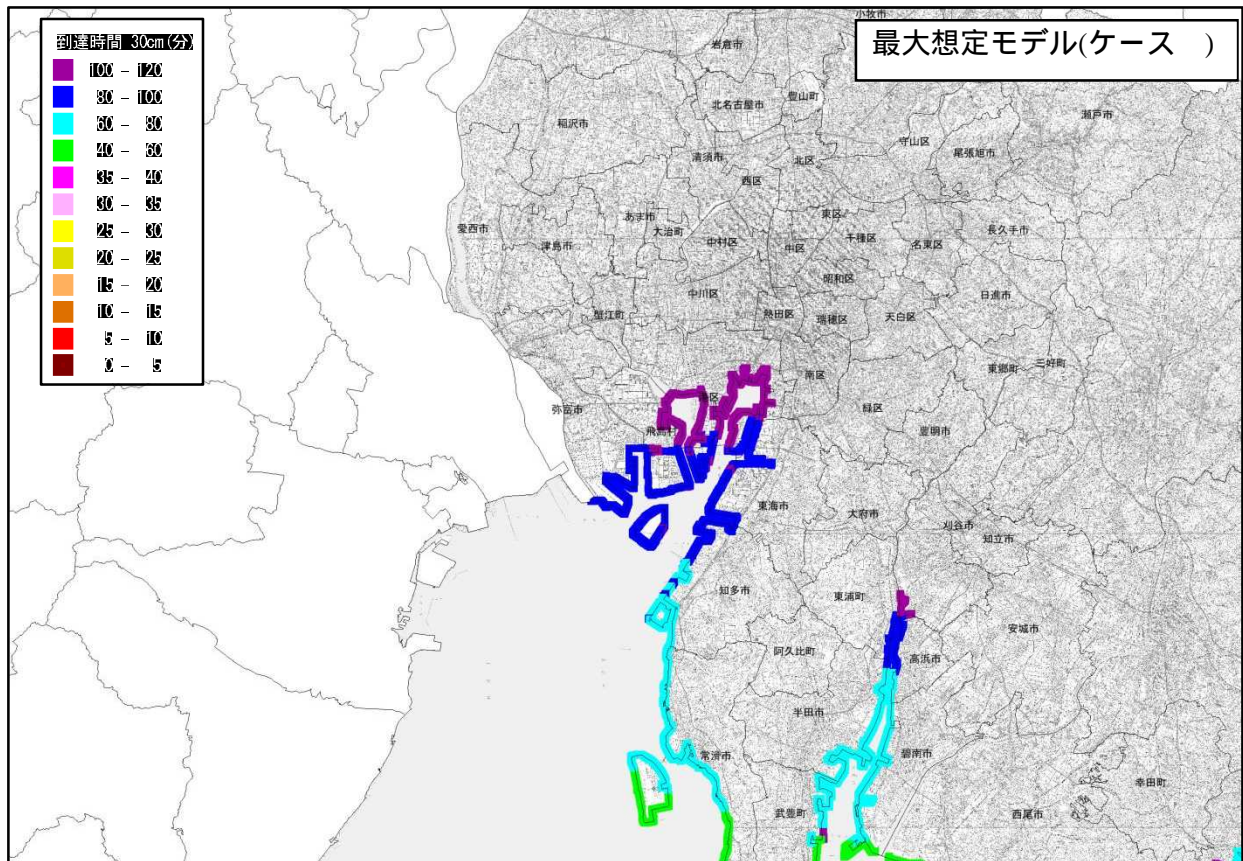 到達時間 30cm(分)
100 - 120
80 - 100
60 - 80
40 - 60
35 - 40
30 - 35
25 - 30
20 - 25
15 - 20
10 - 15
5 - 10
0 - 5
最大想定モデル(ケース　)
小牧市
岩倉市
豊山町
北名古屋市
稲沢市
瀬戸市
守山区
尾張旭市
清須市
北区
西区
あま市
東区
愛西市
大治町
津島市
中村区
中区
千種区
名東区
長久手市
昭和区
中川区
日進市
蟹江町
熱田区
瑞穂区
天白区
三好町
東郷町
南区
港区
弥富市
緑区
飛島村
豊明市
東海市
大府市
刈谷市
知立市
知多市
東浦町
安城市
阿久比町
高浜市
半田市
常滑市
碧南市
幸田町
武豊町
西尾市